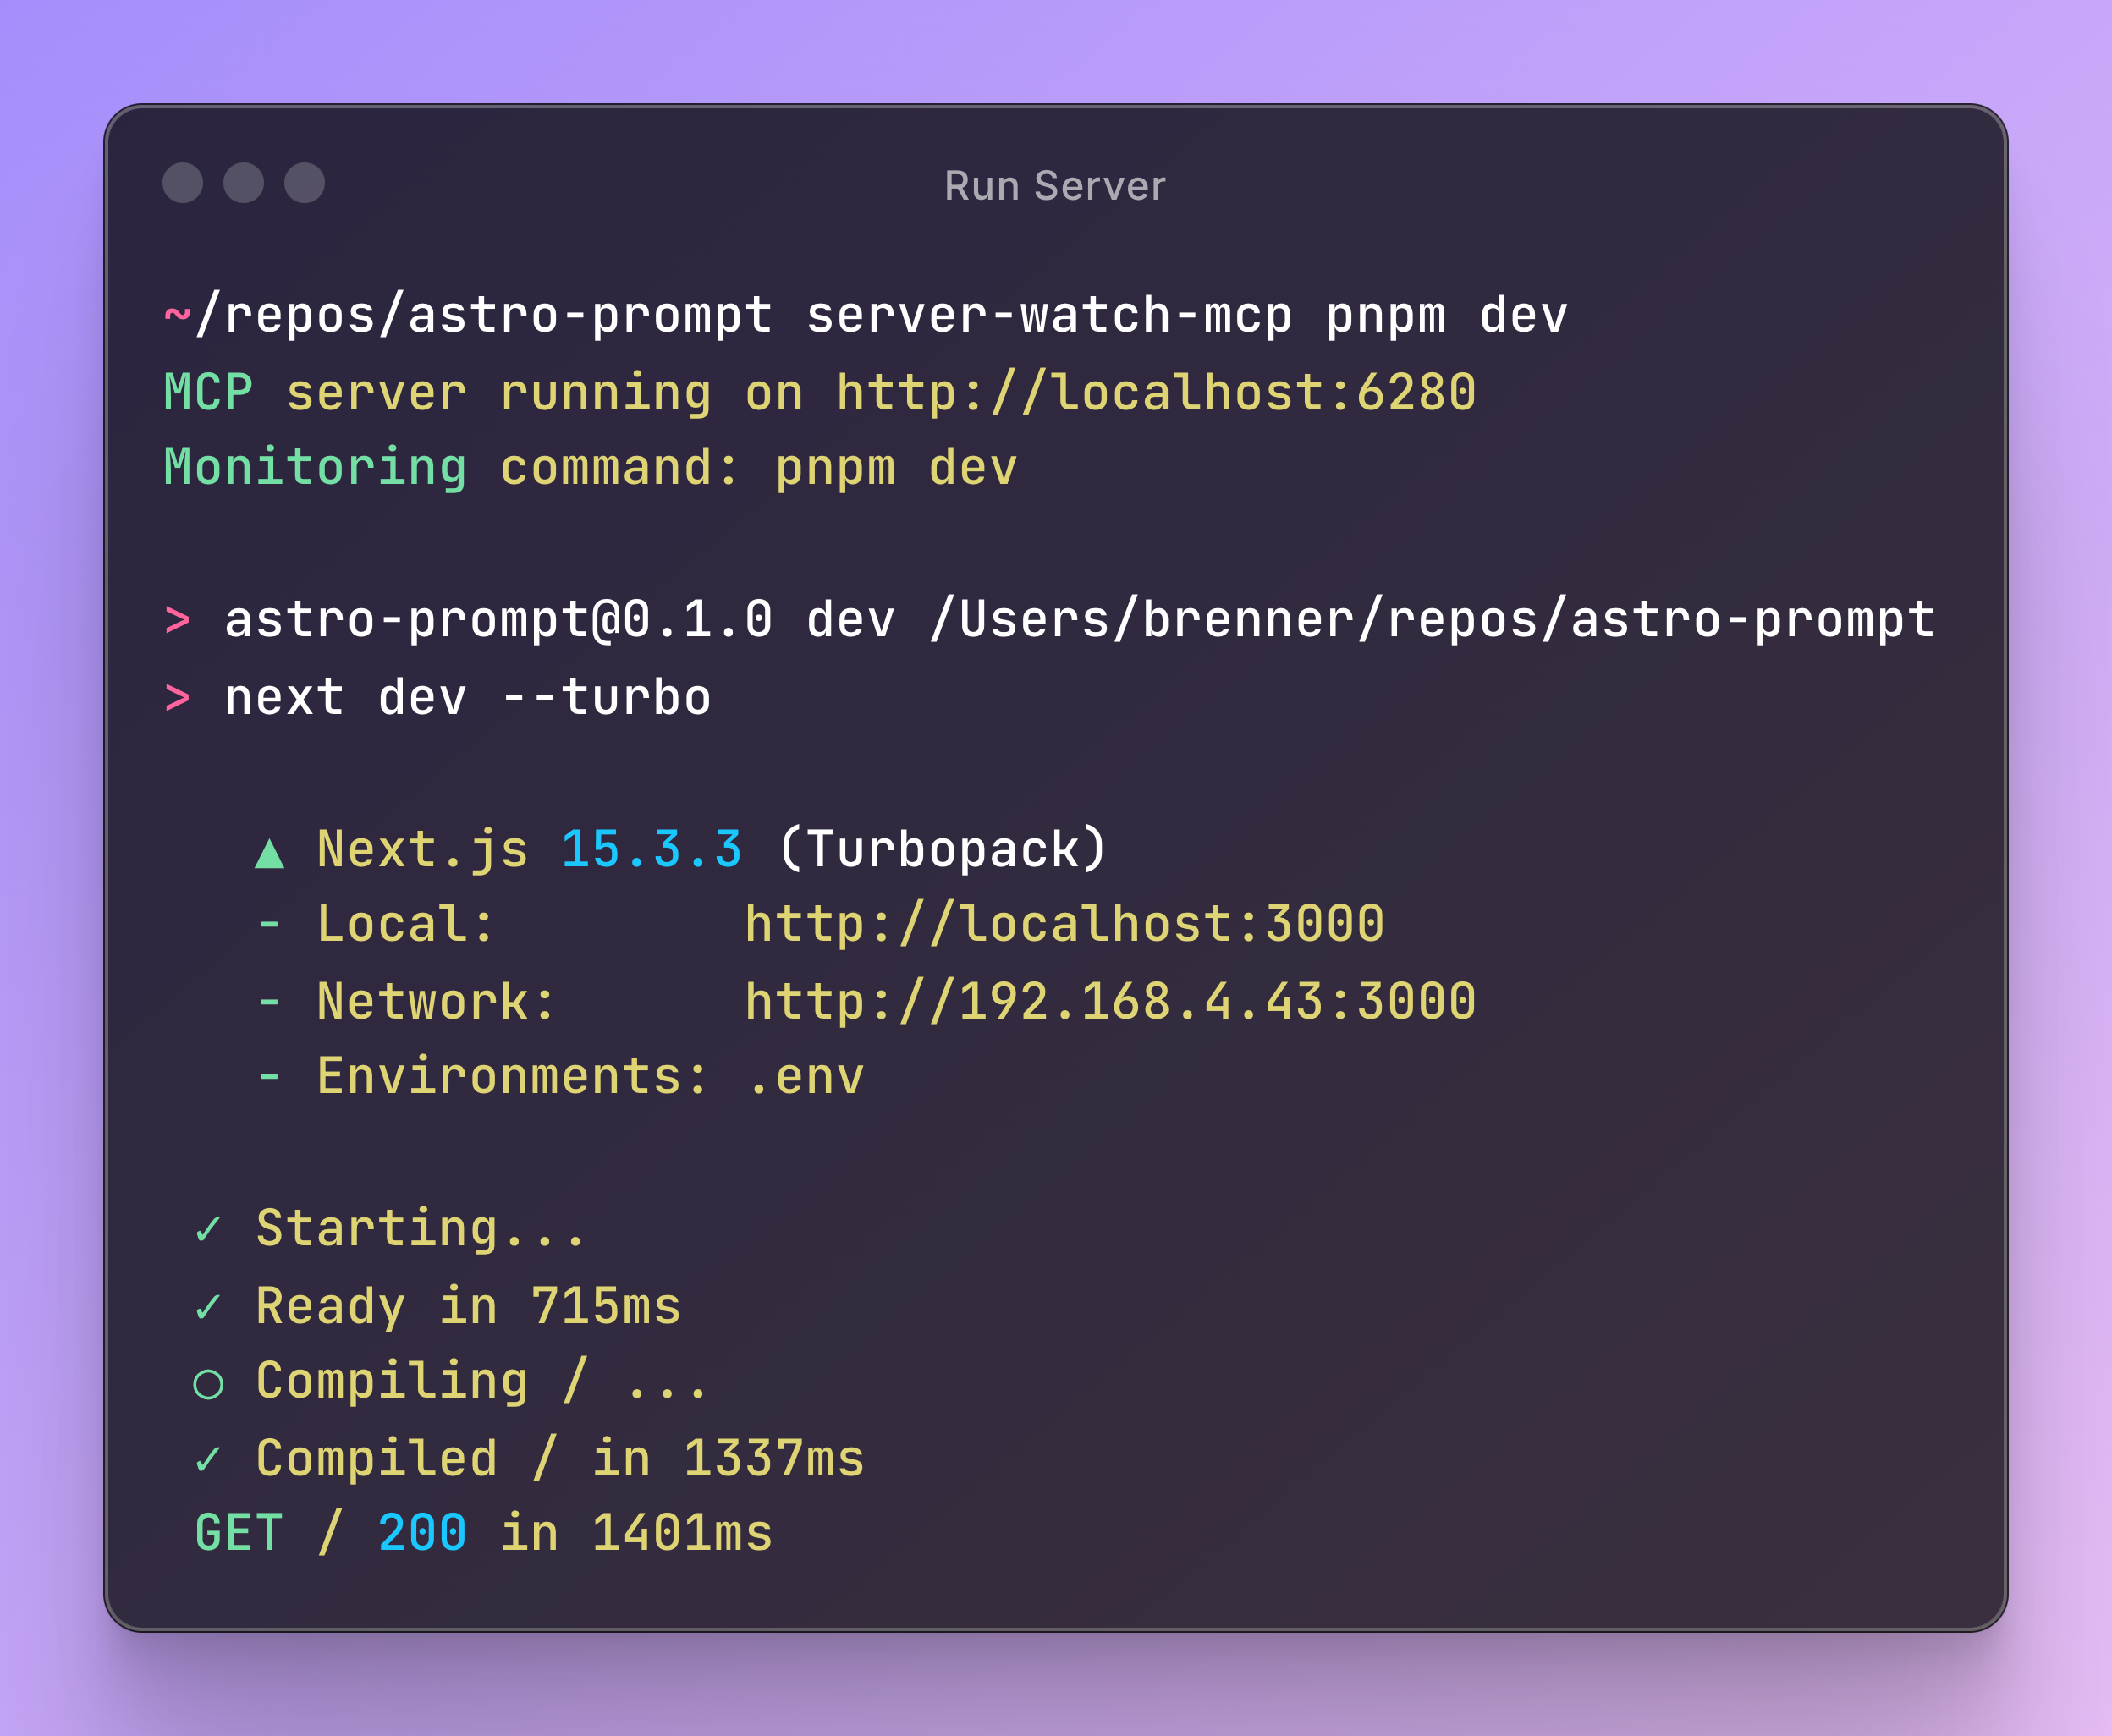 Run Server
~/repos/astro-prompt server-watch-mcp pnpm dev
MCP server running on http://localhost:6280
Monitoring command: pnpm dev
> astro-prompt@0.1.0 dev /Users/brenner/repos/astro-prompt
> next dev --turbo
▲ Next.js 15.3.3 (Turbopack)
- Local:        http://localhost:3000
- Network:      http://192.168.4.43:3000
- Environments: .env
✓ Starting...
✓ Ready in 715ms
○ Compiling / ...
✓ Compiled / in 1337ms
GET / 200 in 1401ms